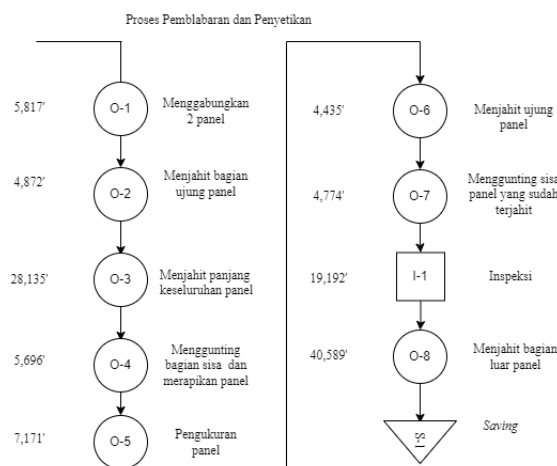 Proses Pemblabaran dan Penyetikan
5,817'
O-1
Menggabungkan
2 panel
4,872'
O-2
Menjahit bagian
ujung panel
28,135'
O-3
Menjahit panjang
keseluruhan panel
5,696'
O-4
Menggunting
bagian sisa dan
merapikan panel
7,171'
O-5
Pengukuran
panel
4,435'
O-6
Menjahit ujung
panel
4,774'
O-7
Menggunting sisa
panel yang sudah
terjahit
19,192'
I-1
Inspeksi
40,589'
O-8
Menjahit bagian
luar panel
S-1
Saving